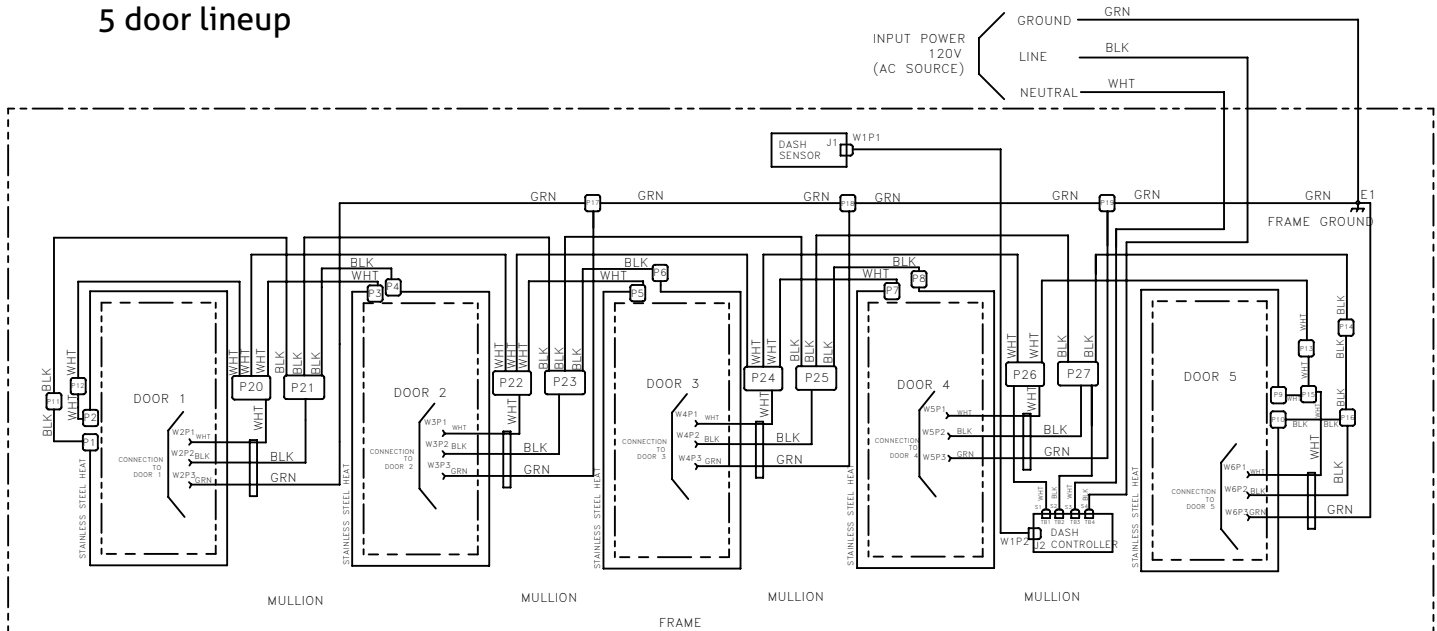 5 door lineup
GROUND GRN
INPUT POWER
120V
(AC SOURCE)
LINE BLK
NEUTRAL WHT
DASH
SENSOR
J1 W1P1
GRN P17 GRN GRN P18 GRN GRN P19 GRN GRN E1
FRAME GROUND
BLK WHT P12 P11 WHT BLK P2 P1
STAINLESS STEEL HEAT
DOOR 1
W2P1 WHT
W2P2 BLK
W2P3 GRN
CONNECTION
TO
DOOR 1
WHT WHT WHT BLK BLK BLK
P20 P21
WHT
BLK
GRN
BLK
WHT
P3 P4
STAINLESS STEEL HEAT
DOOR 2
W3P1 WHT
W3P2 BLK
W3P3 GRN
CONNECTION
TO
DOOR 2
WHT WHT WHT BLK BLK BLK
P22 P23
WHT
BLK
GRN
BLK
WHT
P6
P5
STAINLESS STEEL HEAT
DOOR 3
W4P1 WHT
W4P2 BLK
W4P3 GRN
CONNECTION
TO
DOOR 3
WHT WHT BLK BLK
P24 P25
WHT
BLK
GRN
BLK
WHT
P8
P7
STAINLESS STEEL HEAT
DOOR 4
W5P1 WHT
W5P2 BLK
W5P3 GRN
CONNECTION
TO
DOOR 4
WHT WHT BLK BLK
P26 P27
WHT
BLK
GRN
WHT BLK WHT BLK
S1 S2 S3 S4
TB1 TB2 TB3 TB4
W1P2 J2
DASH
CONTROLLER
STAINLESS STEEL HEAT
DOOR 5
WHT
P13
WHT
BLK
P14
BLK
P9 WHT P15
P10 BLK BLK P16
WHT
WHT
BLK
W6P1 WHT
W6P2 BLK
W6P3 GRN
GRN
CONNECTION
TO
DOOR 5
MULLION MULLION MULLION MULLION
FRAME